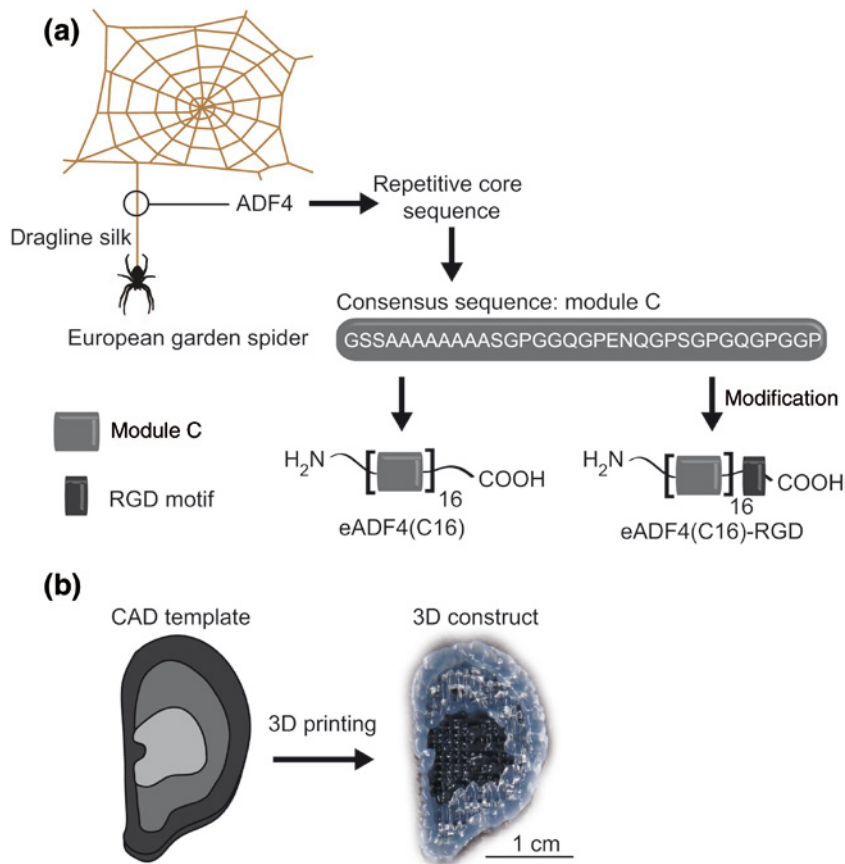 (a)
ADF4
Repetitive core
sequence
Dragline silk
European garden spider
Consensus sequence: module C
GSSAAAAAAAASGPGGQGPENQGPSGPGQGPGGP
Modification
Module C
RGD motif
H2N
COOH
16
eADF4(C16)
H2N
COOH
16
eADF4(C16)-RGD
(b)
CAD template
3D construct
3D printing
1 cm